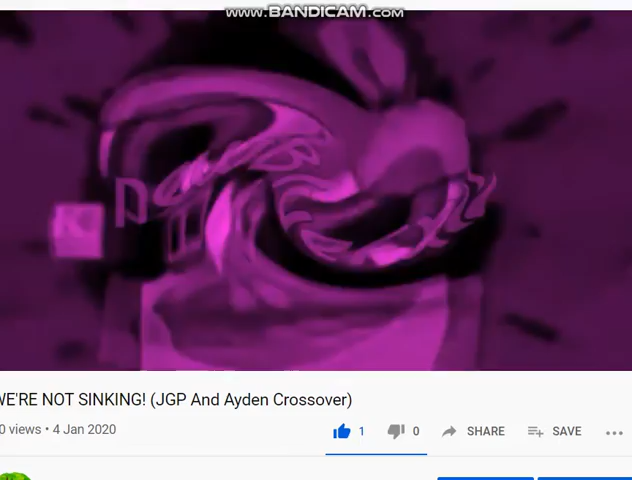 www.BANDICAM.com
WE'RE NOT SINKING! (JGP And Ayden Crossover)
0 views • 4 Jan 2020
1
0
SHARE
SAVE